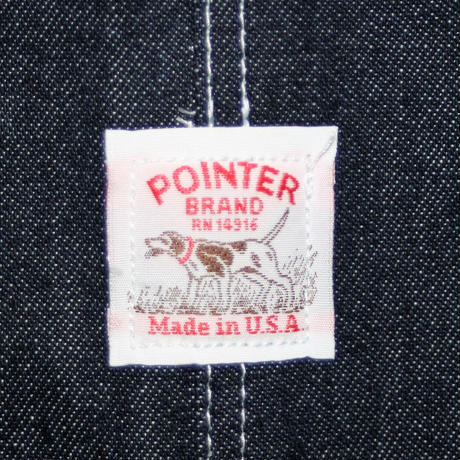 POINTER
BRAND
RN 14916
Made in U.S.A.